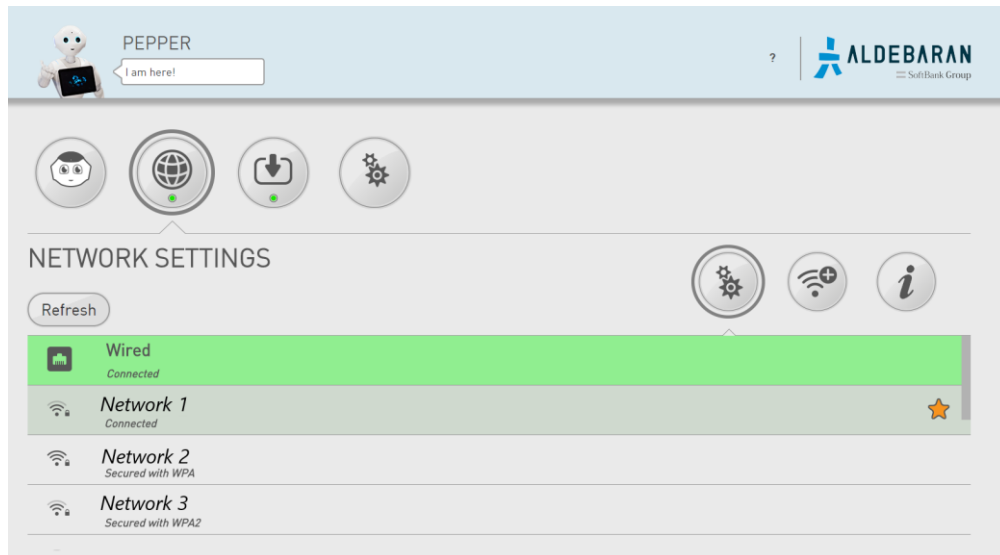 PEPPER
I am here!
?
ALDEBARAN
SoftBank Group
NETWORK SETTINGS
Refresh
Wired
Connected
Network 1
Connected
Network 2
Secured with WPA
Network 3
Secured with WPA2